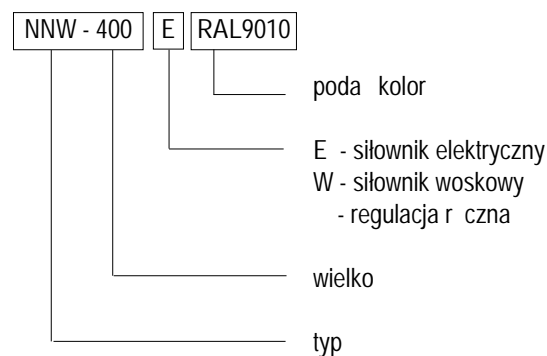 NNW - 400 E RAL9010
poda kolor
E - siłownik elektryczny
W - siłownik woskowy
- regulacja r czna
wielko
typ